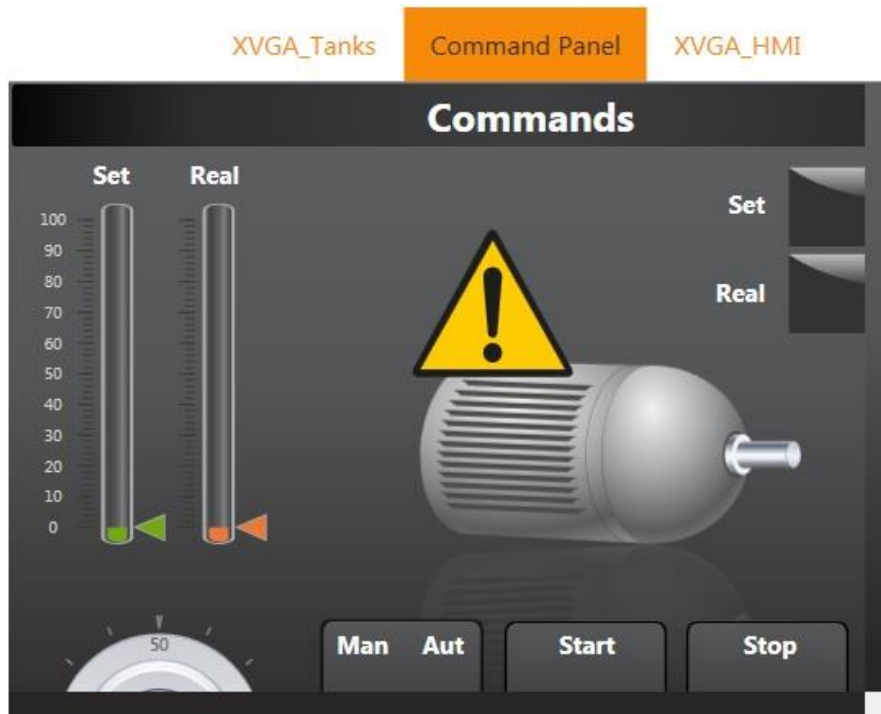 XVGA_Tanks Command Panel XVGA_HMI
Commands
Set Real
Set
Real
100
90
80
70
60
50
40
30
20
10
0
50
Man Aut Start Stop